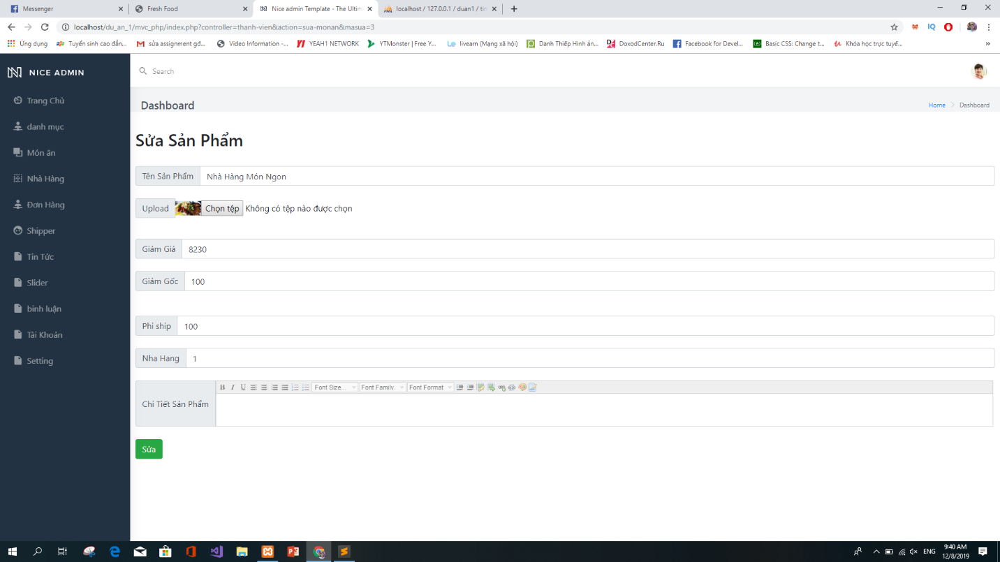 Messenger
Fresh Food
Nice admin Template - The Ultim
localhost / 127.0.0.1 / duan1 / tin
localhost/du_an_1/mvc_php/index.php?controller=thanh-vien&action=sua-monan&masua=3
Ứng dụng
Tuyển sinh cao đẳn...
sửa assignment gd...
Video Information -...
YEAH1 NETWORK
YTMonster | Free Y...
liveam (Mạng xã hội)
Danh Thiếp Hình ản...
DoxodCenter.Ru
Facebook for Devel...
Basic CSS: Change t...
Khóa học trực tuyế...
»
NICE ADMIN
Search
Trang Chủ
danh mục
Món ăn
Nhà Hàng
Đơn Hàng
Shipper
Tin Tức
Slider
bình luận
Tài Khoản
Setting
Dashboard
Home
Dashboard
Sửa Sản Phẩm
Tên Sản Phẩm
Nhà Hàng Món Ngon
Upload
Chọn tệp
Không có tệp nào được chọn
Giảm Giá
8230
Giảm Gốc
100
Phi ship
100
Nha Hang
1
Chi Tiết Sản Phẩm
B I U
Font Size...
Font Family.
Font Format
Sửa
ENG
9:40 AM
12/8/2019